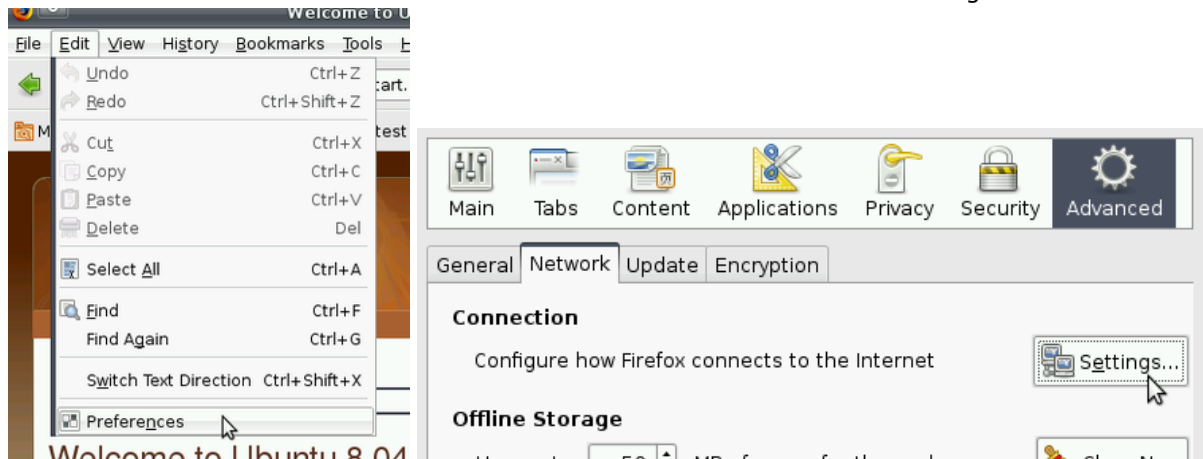 Welcome to U
File Edit View History Bookmarks Tools H
Undo Ctrl+Z
Redo Ctrl+Shift+Z
Cut Ctrl+X
Copy Ctrl+C
Paste Ctrl+V
Delete Del
Select All Ctrl+A
Find Ctrl+F
Find Again Ctrl+G
Switch Text Direction Ctrl+Shift+X
Preferences
tart.
test
M
Welcome to Ubuntu 8.04
Main Tabs Content Applications Privacy Security Advanced
General Network Update Encryption
Connection
Configure how Firefox connects to the Internet
Settings...
Offline Storage
50